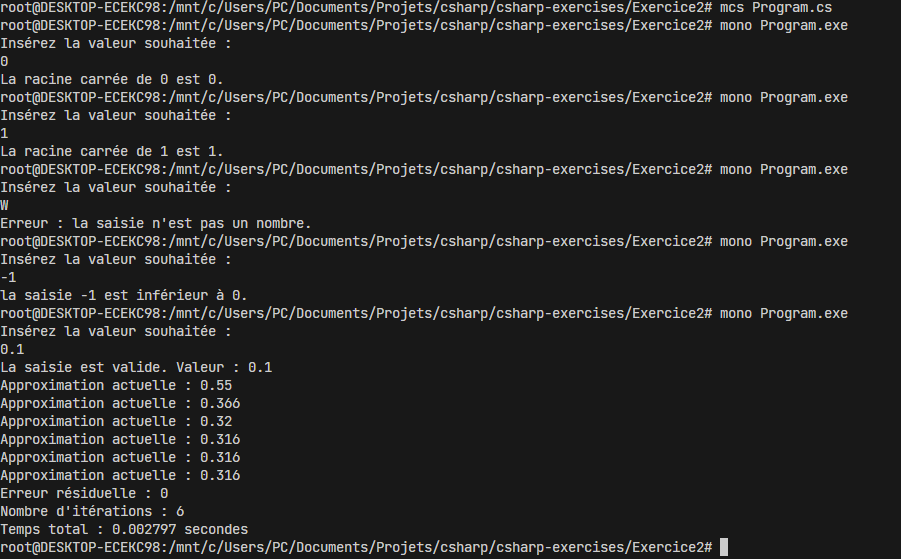 root@DESKTOP-ECEKC98:/mnt/c/Users/PC/Documents/Projets/csharp/csharp-exercises/Exercice2# mcs Program.cs
root@DESKTOP-ECEKC98:/mnt/c/Users/PC/Documents/Projets/csharp/csharp-exercises/Exercice2# mono Program.exe
Insérez la valeur souhaitée :
0
La racine carrée de 0 est 0.
root@DESKTOP-ECEKC98:/mnt/c/Users/PC/Documents/Projets/csharp/csharp-exercises/Exercice2# mono Program.exe
Insérez la valeur souhaitée :
1
La racine carrée de 1 est 1.
root@DESKTOP-ECEKC98:/mnt/c/Users/PC/Documents/Projets/csharp/csharp-exercises/Exercice2# mono Program.exe
Insérez la valeur souhaitée :
W
Erreur : la saisie n'est pas un nombre.
root@DESKTOP-ECEKC98:/mnt/c/Users/PC/Documents/Projets/csharp/csharp-exercises/Exercice2# mono Program.exe
Insérez la valeur souhaitée :
-1
la saisie -1 est inférieur à 0.
root@DESKTOP-ECEKC98:/mnt/c/Users/PC/Documents/Projets/csharp/csharp-exercises/Exercice2# mono Program.exe
Insérez la valeur souhaitée :
0.1
La saisie est valide. Valeur : 0.1
Approximation actuelle : 0.55
Approximation actuelle : 0.366
Approximation actuelle : 0.32
Approximation actuelle : 0.316
Approximation actuelle : 0.316
Approximation actuelle : 0.316
Erreur résiduelle : 0
Nombre d'itérations : 6
Temps total : 0.002797 secondes
root@DESKTOP-ECEKC98:/mnt/c/Users/PC/Documents/Projets/csharp/csharp-exercises/Exercice2#